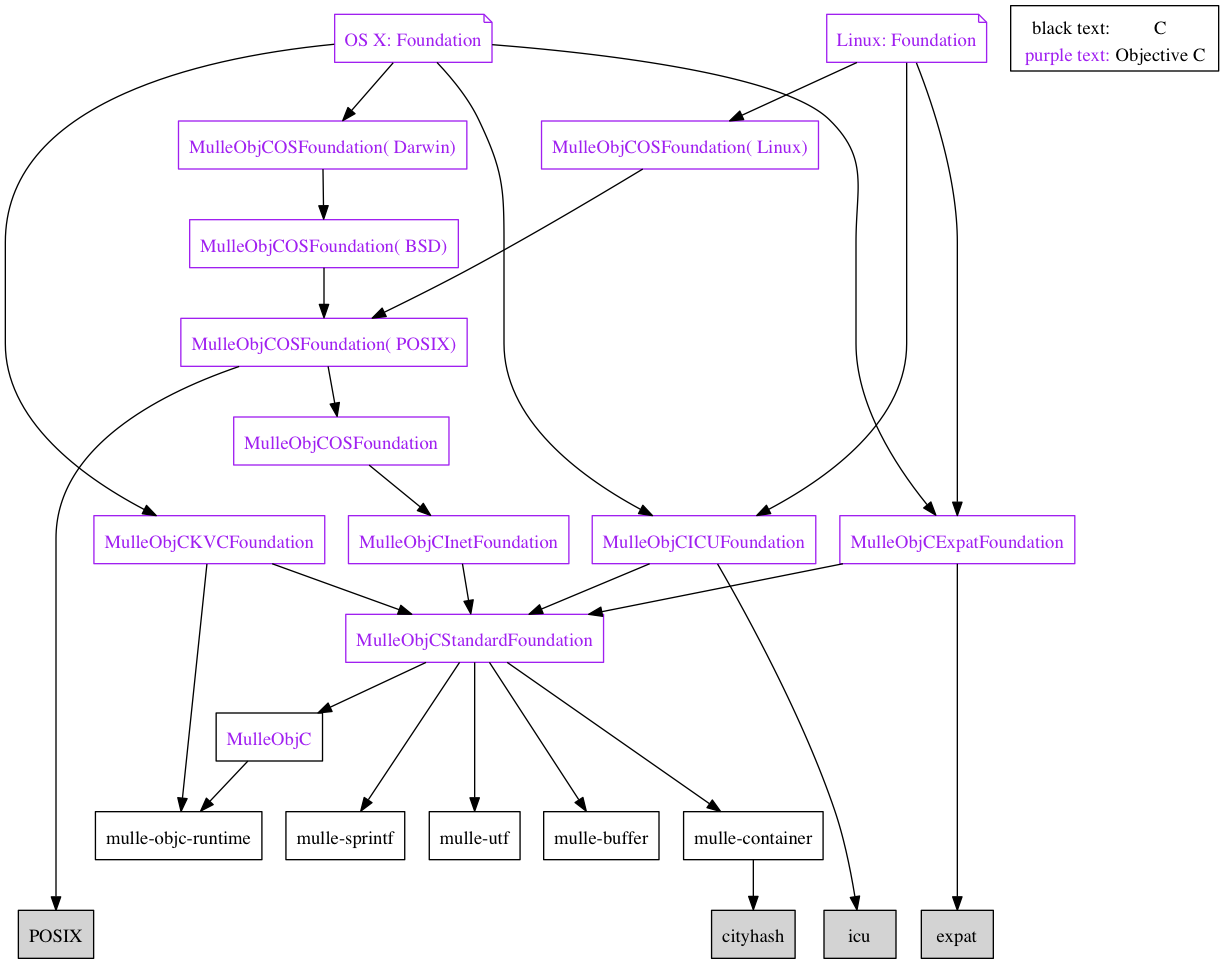 OS X: Foundation
Linux: Foundation
black text: C
purple text: Objective C
MulleObjCOSFoundation( Darwin)
MulleObjCOSFoundation( Linux)
MulleObjCOSFoundation( BSD)
MulleObjCOSFoundation( POSIX)
MulleObjCOSFoundation
MulleObjCKVCFoundation
MulleObjCInetFoundation
MulleObjCICUFoundation
MulleObjCExpatFoundation
MulleObjCStandardFoundation
MulleObjC
mulle-objc-runtime
mulle-sprintf
mulle-utf
mulle-buffer
mulle-container
POSIX
cityhash
icu
expat